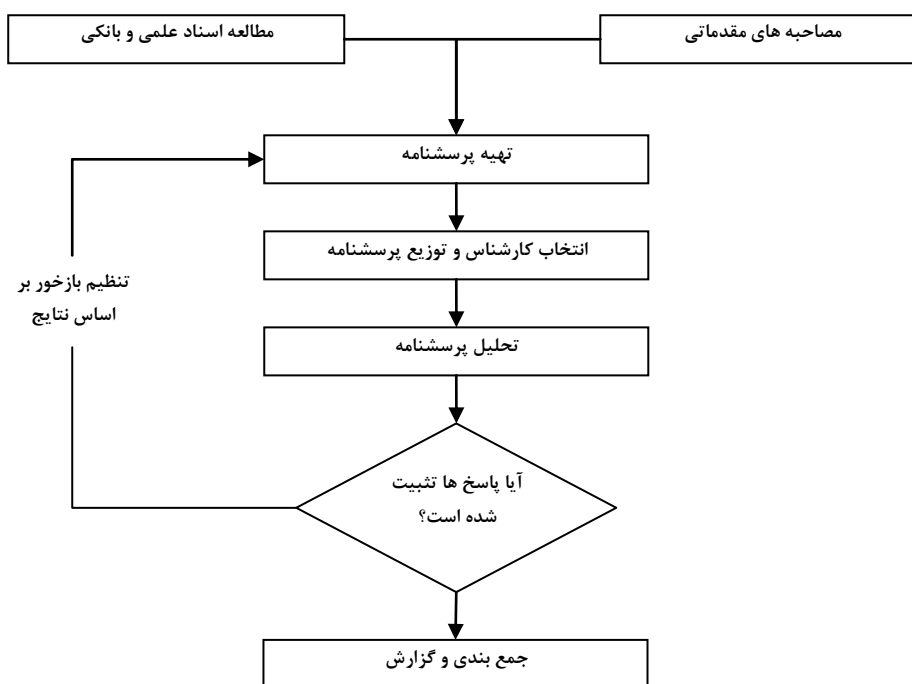 مصاحبه های مقدماتی
مطالعه اسناد علمی و بانکی
تهیه پرسشنامه
انتخاب کارشناس و توزیع پرسشنامه
تنظیم بازخور بر
اساس نتایج
تحلیل پرسشنامه
آیا پاسخ ها تثبیت
شده است؟
جمع بندی و گزارش